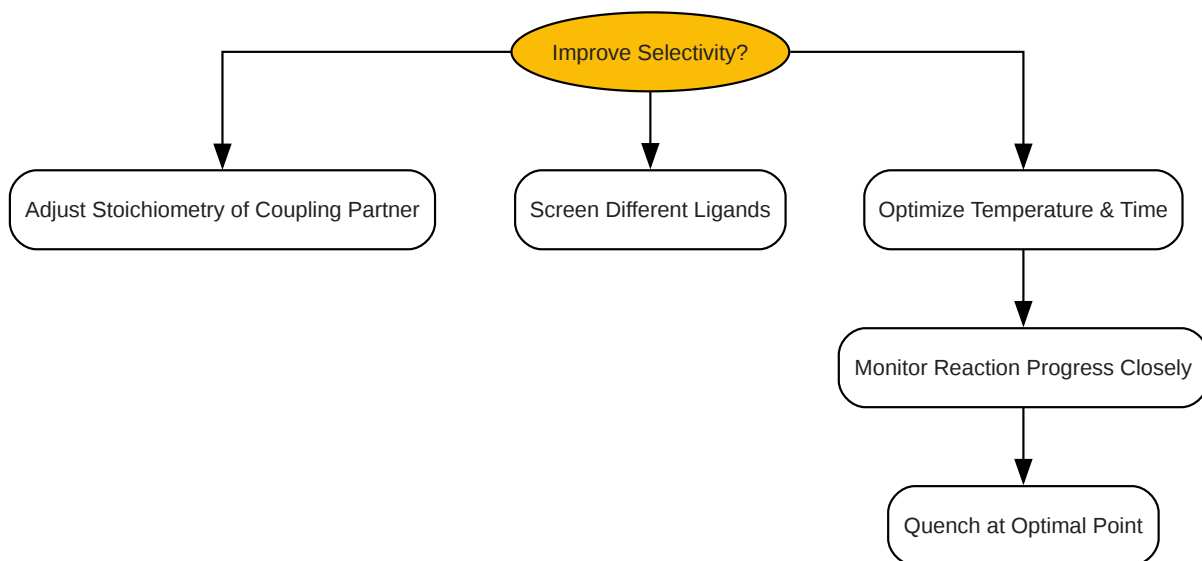 Improve Selectivity?
Adjust Stoichiometry of Coupling Partner
Screen Different Ligands
Optimize Temperature & Time
Monitor Reaction Progress Closely
Quench at Optimal Point